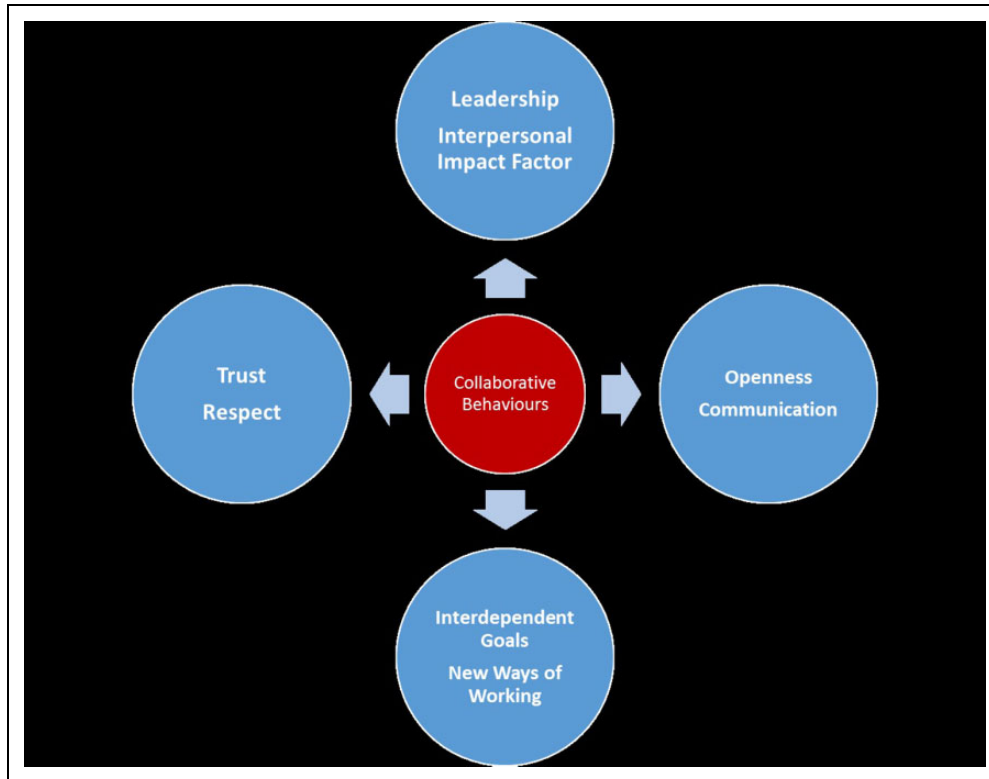 Leadership
Interpersonal
Impact Factor
Trust
Respect
Collaborative
Behaviours
Openness
Communication
Interdependent
Goals
New Ways of
Working